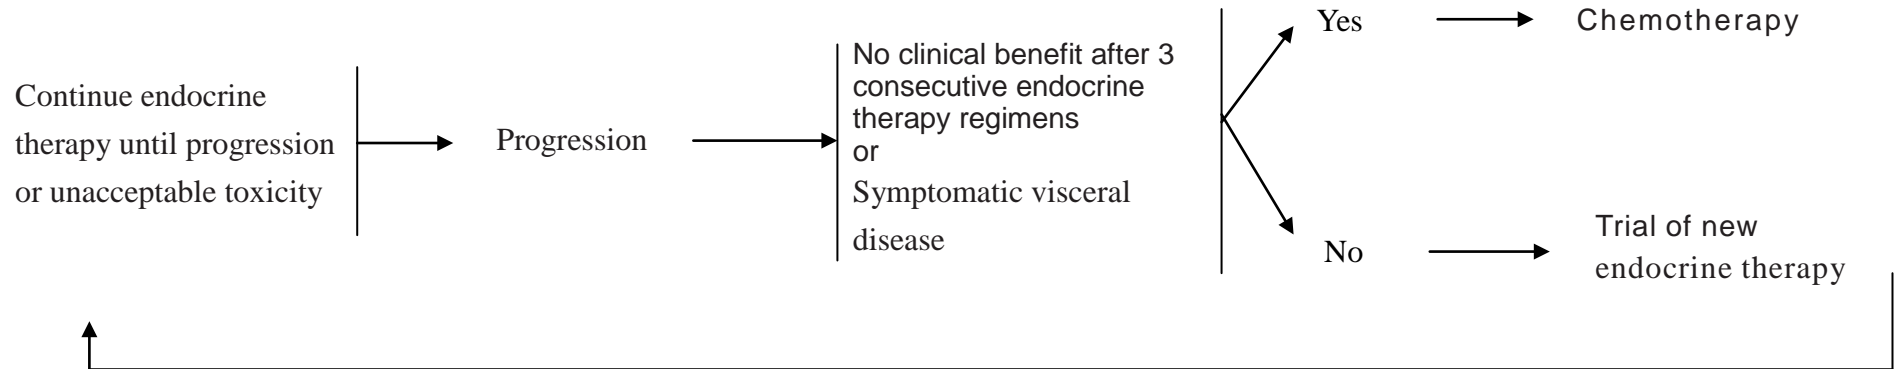 Continue endocrine
therapy until progression
or unacceptable toxicity
Progression
No clinical benefit after 3
consecutive endocrine
therapy regimens
or
Symptomatic visceral
disease
Yes
Chemotherapy
No
Trial of new
endocrine therapy